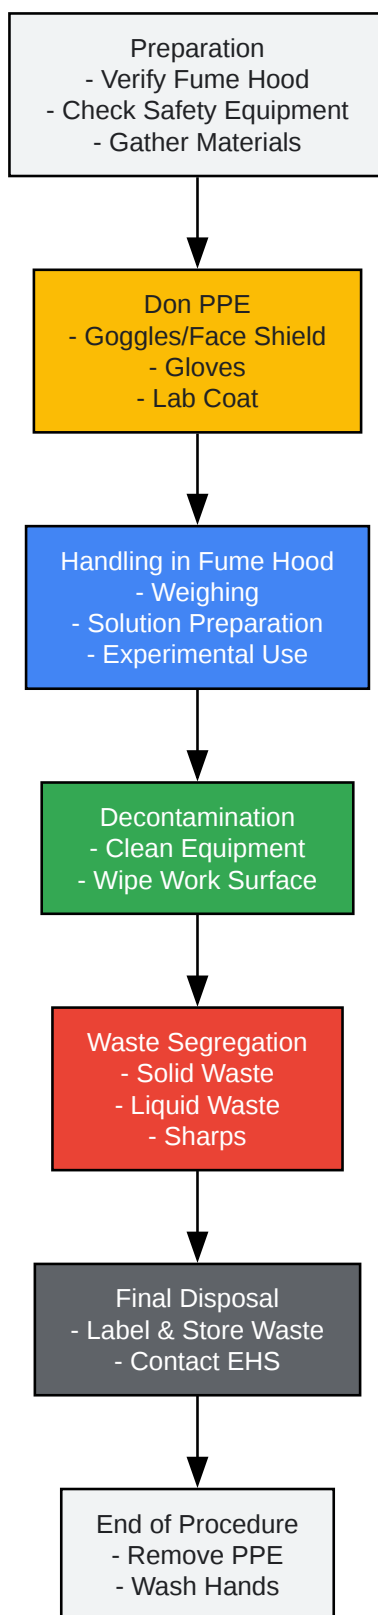 Preparation
- Verify Fume Hood
- Check Safety Equipment
- Gather Materials
Don PPE
- Goggles/Face Shield
- Gloves
- Lab Coat
Handling in Fume Hood
- Weighing
- Solution Preparation
- Experimental Use
Decontamination
- Clean Equipment
- Wipe Work Surface
Waste Segregation
- Solid Waste
- Liquid Waste
- Sharps
Final Disposal
- Label & Store Waste
- Contact EHS
End of Procedure
- Remove PPE
- Wash Hands